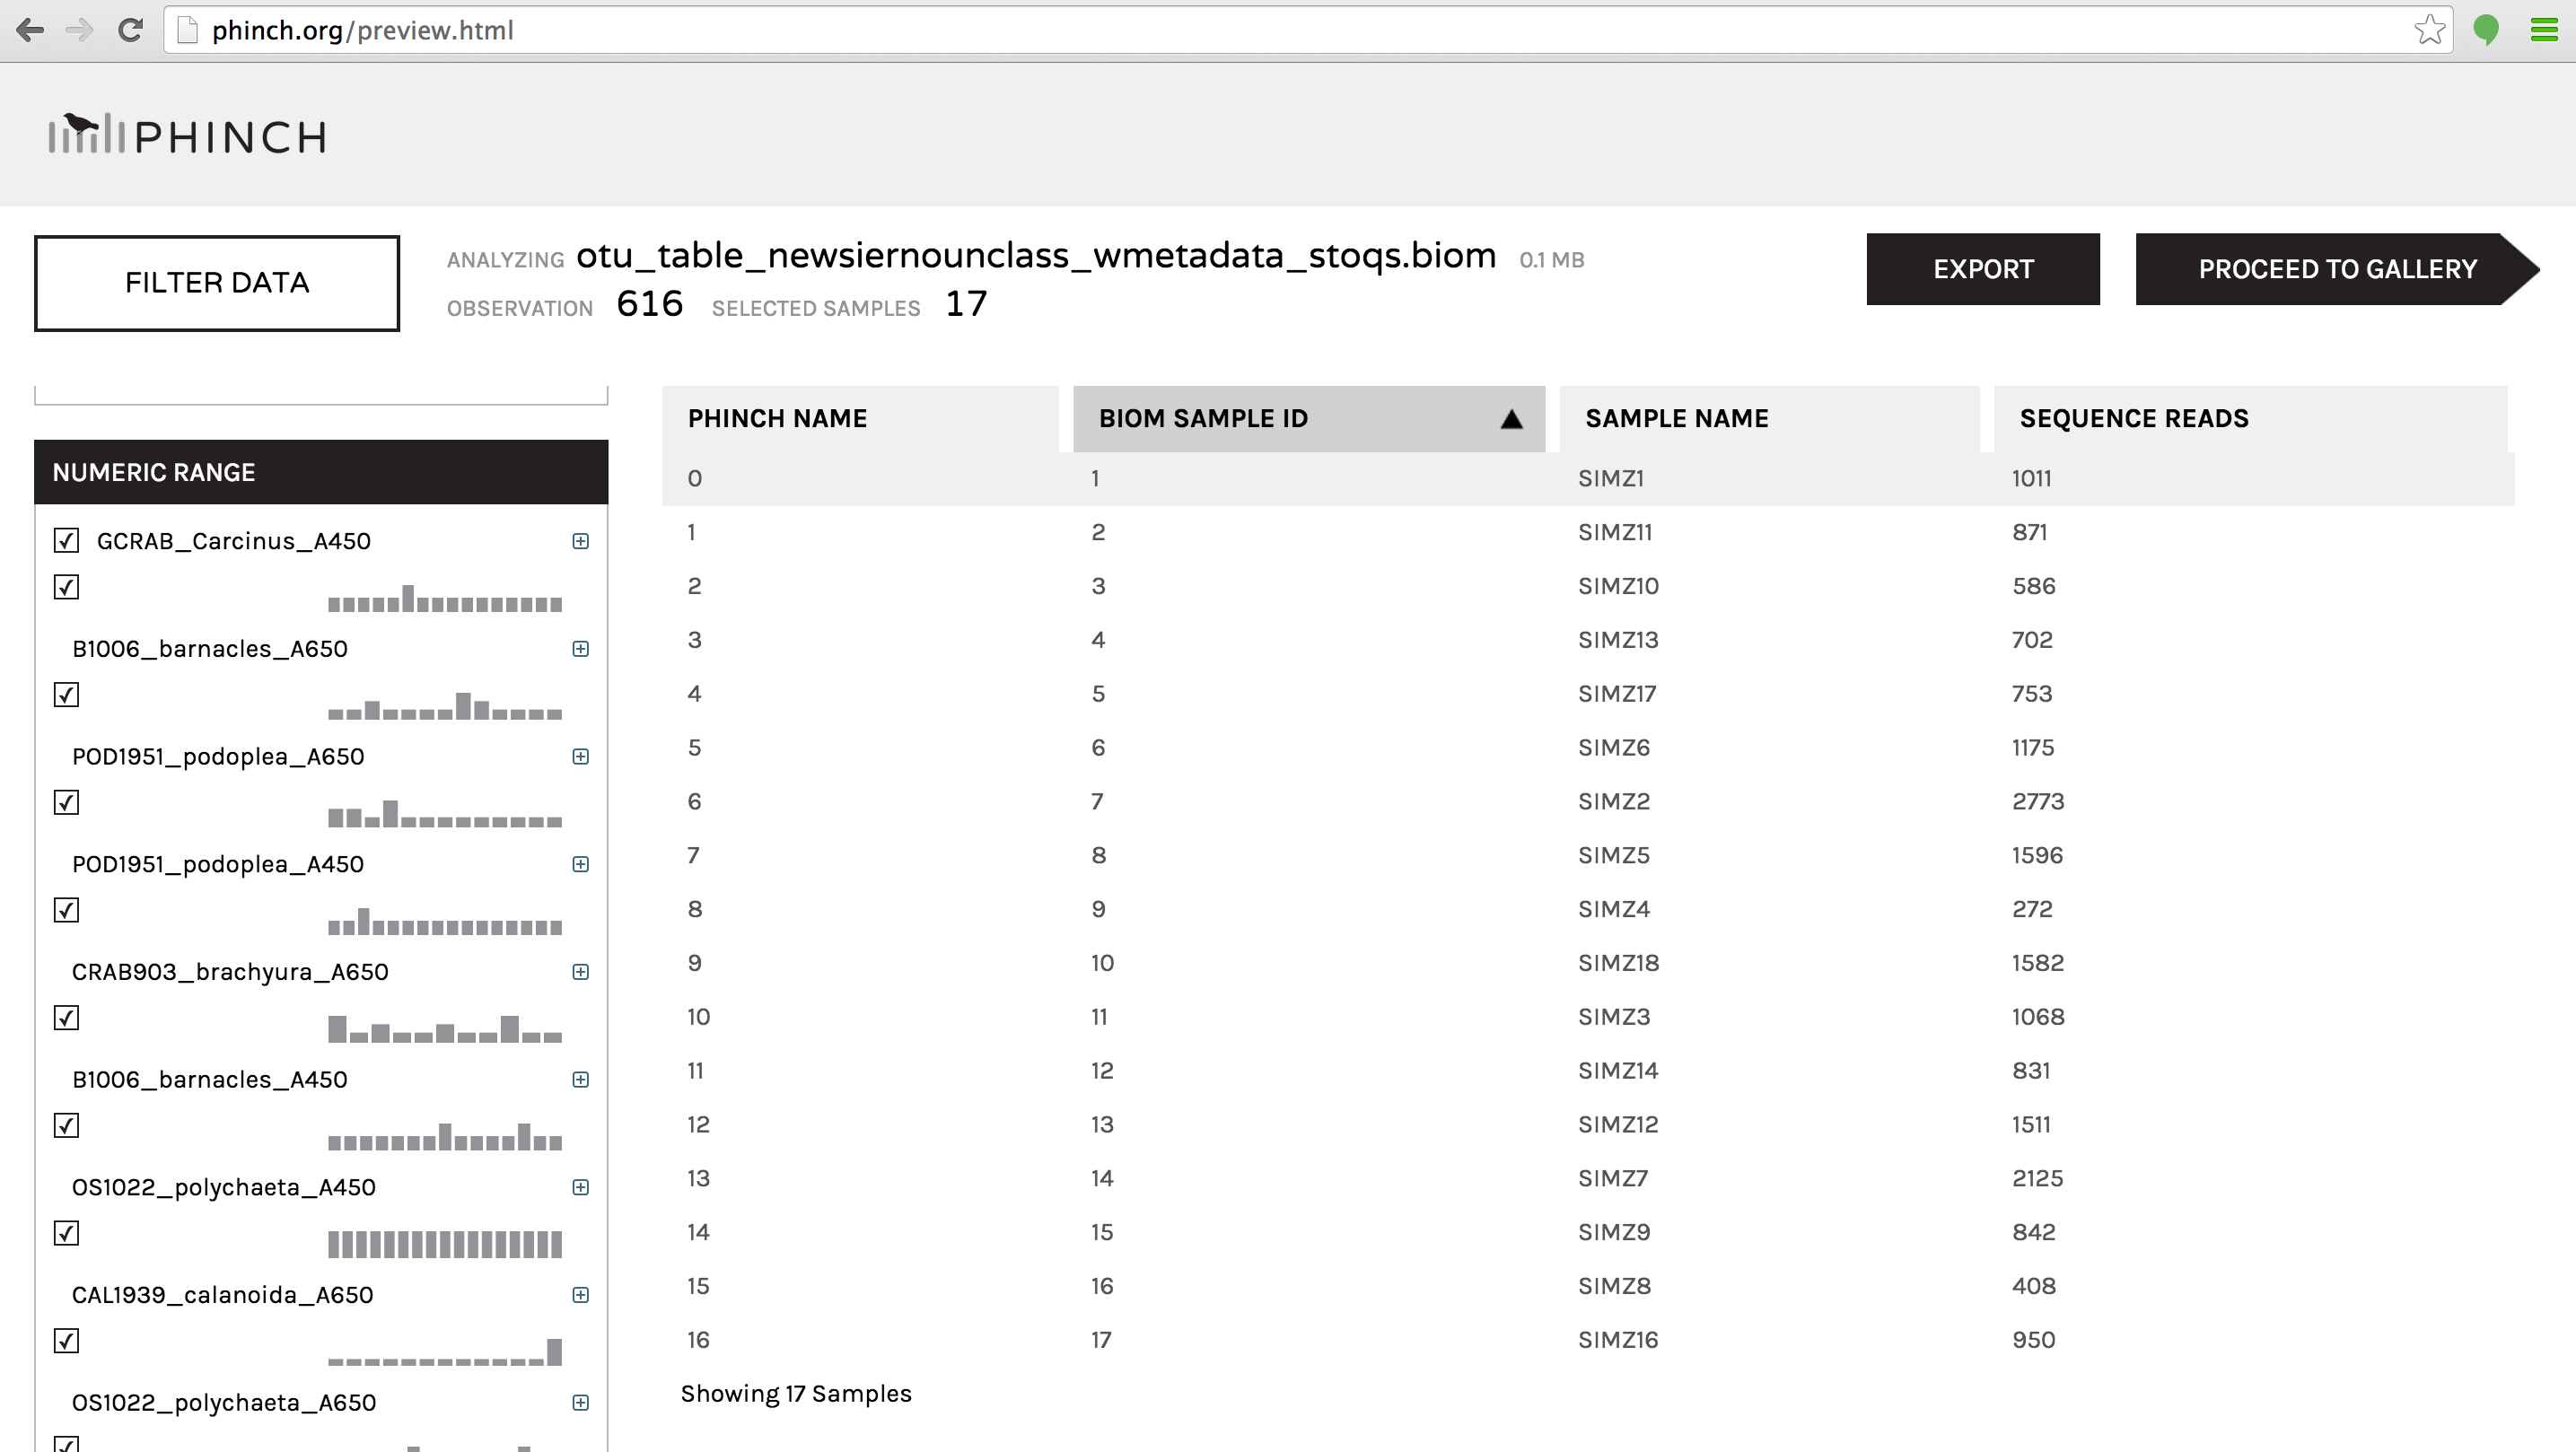 phinch.org/preview.html
PHINCH
FILTER DATA
ANALYZING otu_table_newsiernounclass_wmetadata_stoqs.biom 0.1 MB
OBSERVATION 616 SELECTED SAMPLES 17
EXPORT
PROCEED TO GALLERY
NUMERIC RANGE
GCRAB_Carcinus_A450
B1006_barnacles_A650
POD1951_podoplea_A650
POD1951_podoplea_A450
CRAB903_brachyura_A650
B1006_barnacles_A450
OS1022_polychaeta_A450
CAL1939_calanoida_A650
OS1022_polychaeta_A650
PHINCH NAME BIOM SAMPLE ID SAMPLE NAME SEQUENCE READS
0 1 SIMZ1 1011
1 2 SIMZ11 871
2 3 SIMZ10 586
3 4 SIMZ13 702
4 5 SIMZ17 753
5 6 SIMZ6 1175
6 7 SIMZ2 2773
7 8 SIMZ5 1596
8 9 SIMZ4 272
9 10 SIMZ18 1582
10 11 SIMZ3 1068
11 12 SIMZ14 831
12 13 SIMZ12 1511
13 14 SIMZ7 2125
14 15 SIMZ9 842
15 16 SIMZ8 408
16 17 SIMZ16 950
Showing 17 Samples